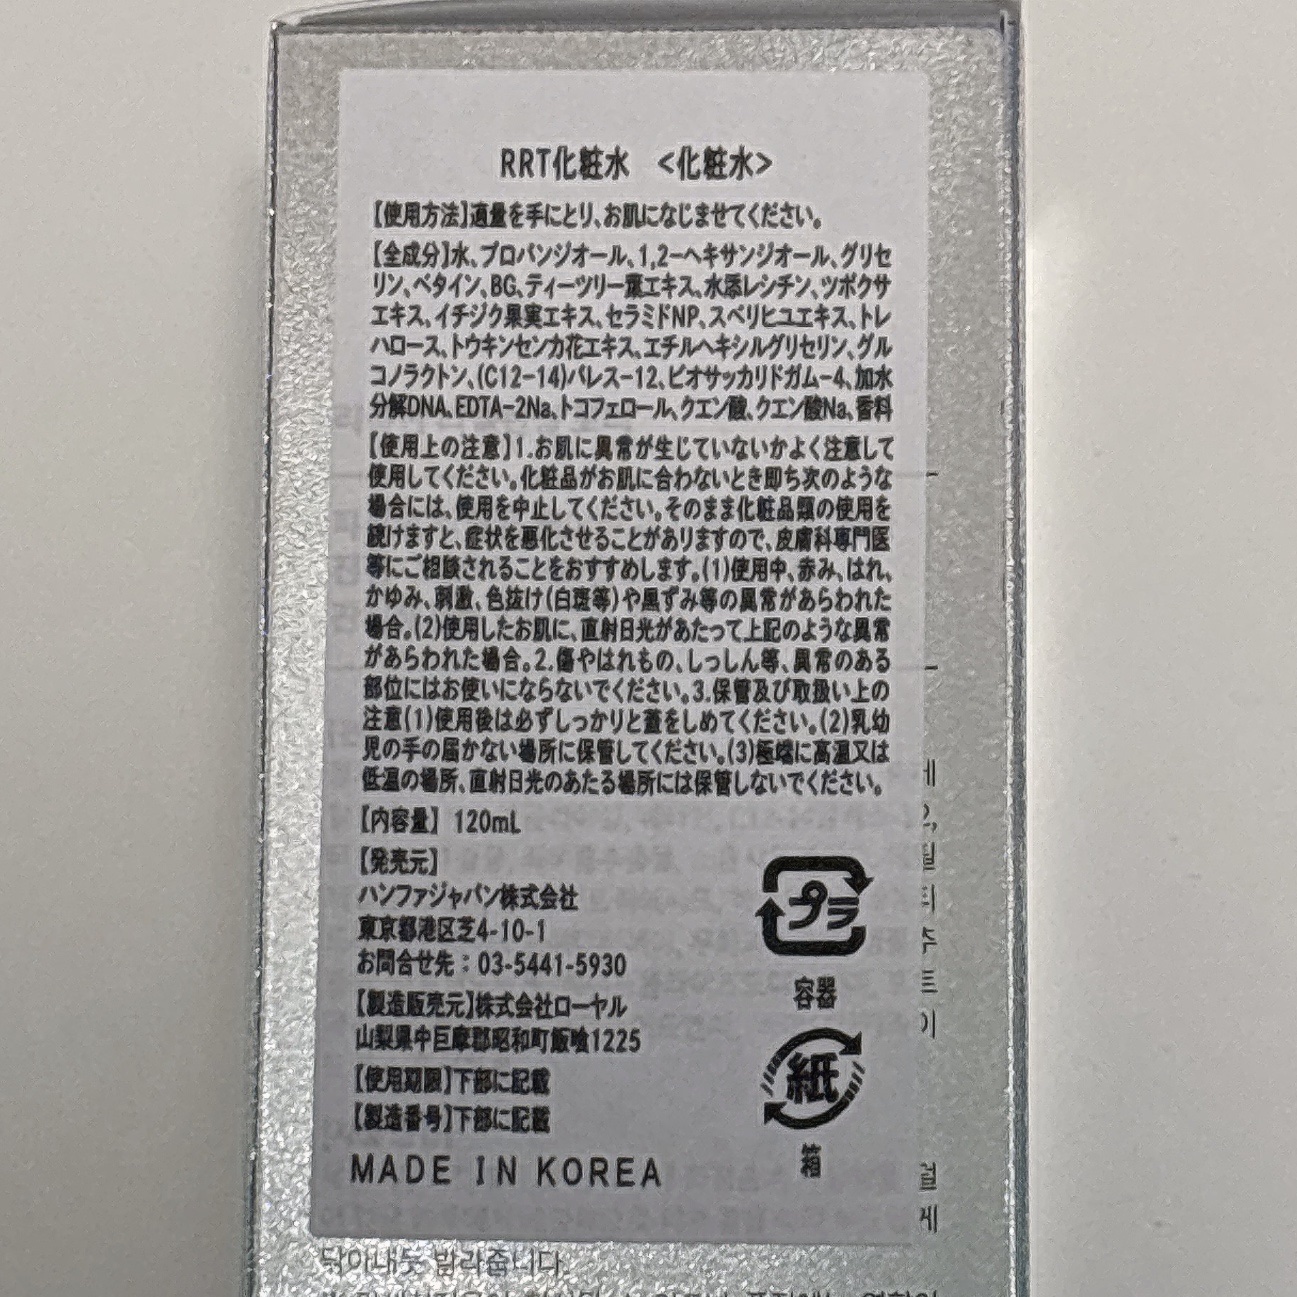 RRT化粧水 <化粧水>
【使用方法】適量を手にとり、お肌になじませてください。
【全成分】水、プロパンジオール、1,2-ヘキサンジオール、グリセ
リン、ベタイン、BG、ティーツリー葉エキス、水添レシチン、ツボクサ
エキス、イチジク果実エキス、セラミドNP、スベリヒユエキス、トレ
ハロース、トウキンセンカ花エキス、エチルヘキシルグリセリン、グル
コノラクトン、(C12-14)パレス-12、ビオサッカリドガム-4、加水
分解DNA、EDTA-2Na、トコフェロール、クエン酸、クエン酸Na、香料
【使用上の注意】1.お肌に異常が生じていないかよく注意して
使用してください。化粧品がお肌に合わないとき即ち次のような
場合には、使用を中止してください。そのまま化粧品類の使用を
続けますと、症状を悪化させることがありますので、皮膚科専門医
等にご相談されることをおすすめします。(1)使用中、赤み、はれ、
かゆみ、刺激、色抜け(白斑等)や黒ずみ等の異常があらわれた
場合。(2)使用したお肌に、直射日光があたって上記のような異常
があらわれた場合。2.傷やはれもの、しっしん等、異常のある
部位にはお使いにならないでください。3.保管及び取扱い上の
注意(1)使用後は必ずしっかりと蓋をしめてください。(2)乳幼
児の手の届かない場所に保管してください。(3)極端に高温又は
低温の場所、直射日光のあたる場所には保管しないでください。
【内容量】 120mL
【発売元】
ハンファジャパン株式会社
東京都港区芝4-10-1
お問合せ先：03-5441-5930
【製造販売元】株式会社ローヤル
山梨県中巨摩郡昭和町飯喰1225
【使用期限】下部に記載
【製造番号】下部に記載
MADE IN KOREA
プラ
容器
紙
箱
닦아내듯 발라줍니다.